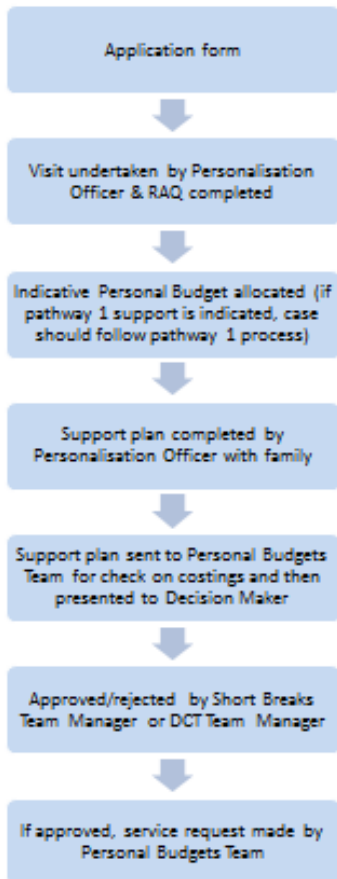 Application form
Visit undertaken by Personalisation
Officer & RAQ completed
Indicative Personal Budget allocated (if
pathway 1 support is indicated, case
should follow pathway 1 process)
Support plan completed by
Personalisation Officer with family
Support plan sent to Personal Budgets
Team for check on costings and then
presented to Decision Maker
Approved/rejected by Short Breaks
Team Manager or DCT Team Manager
If approved, service request made by
Personal Budgets Team